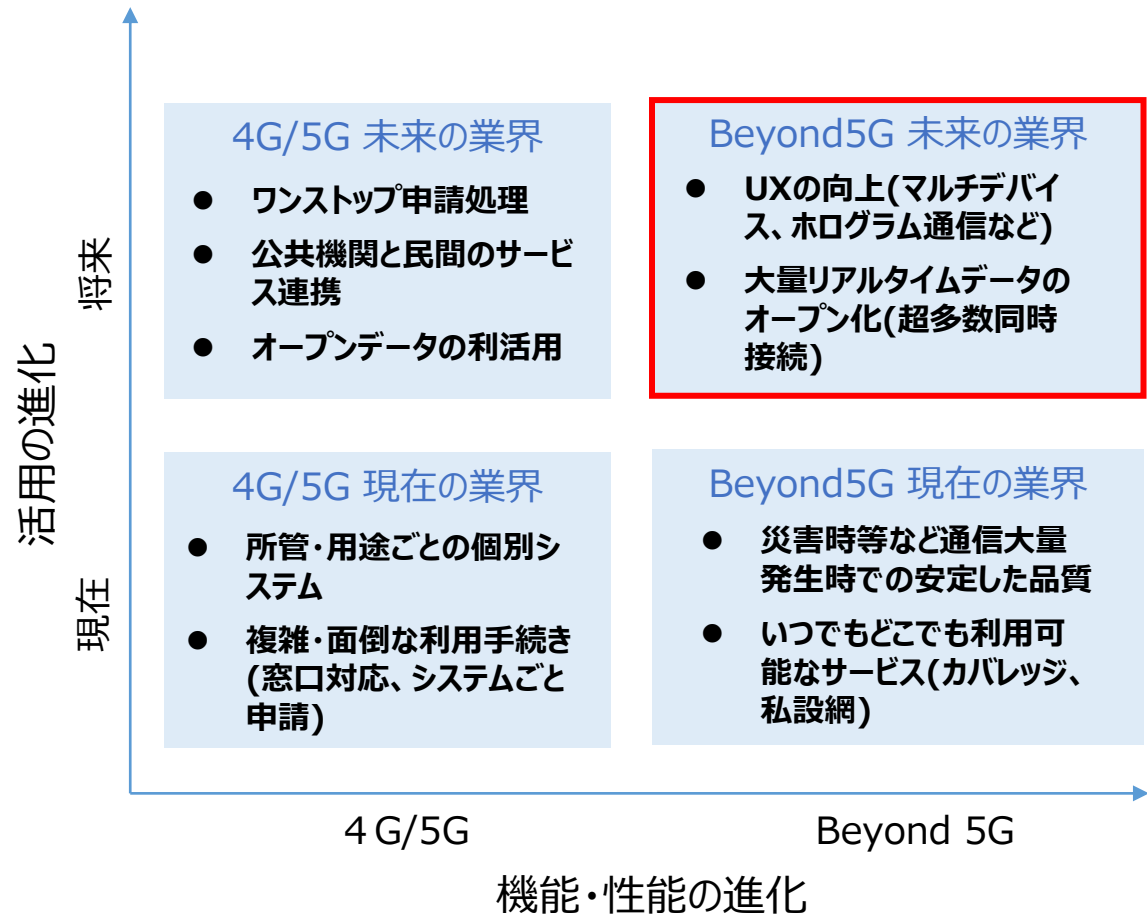 活用の進化
将来
現在
4G/5G 未来の業界
● ワンストップ申請処理
● 公共機関と民間のサービ
ス連携
● オープンデータの利活用
Beyond5G 未来の業界
● UXの向上(マルチデバイ
ス、ホログラム通信など)
● 大量リアルタイムデータの
オープン化(超多数同時
接続)
4G/5G 現在の業界
● 所管・用途ごとの個別シ
ステム
● 複雑・面倒な利用手続き
(窓口対応、システムごと
申請)
Beyond5G 現在の業界
● 災害時等など通信大量
発生時での安定した品質
● いつでもどこでも利用可
能なサービス(カバレッジ、
私設網)
４G/5G
Beyond 5G
機能・性能の進化